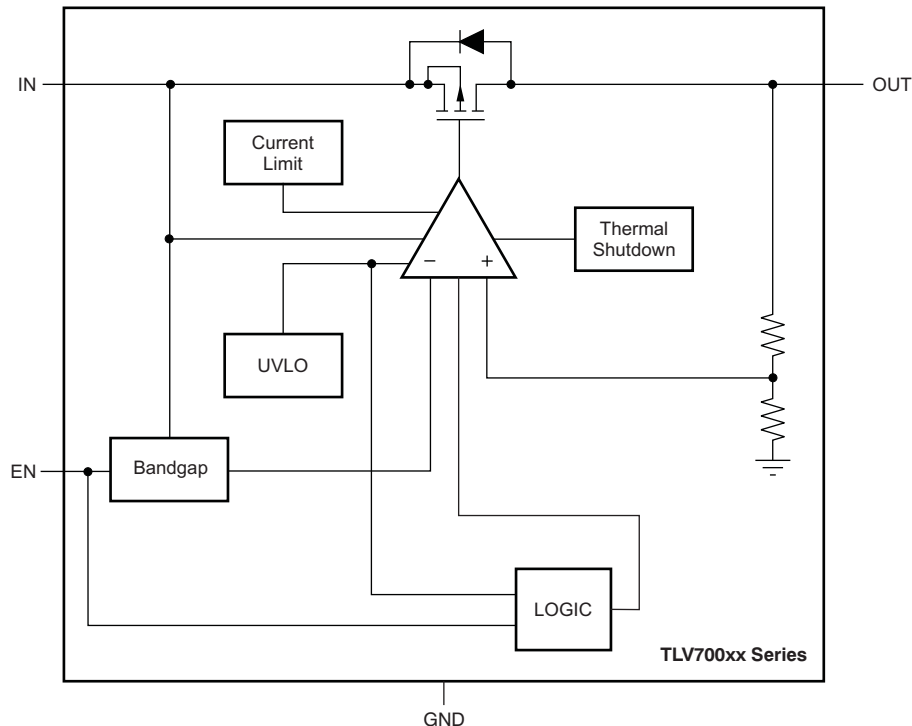 IN
OUT
Current
Limit
Thermal
Shutdown
−
+
UVLO
EN
Bandgap
LOGIC
TLV700xx Series
GND